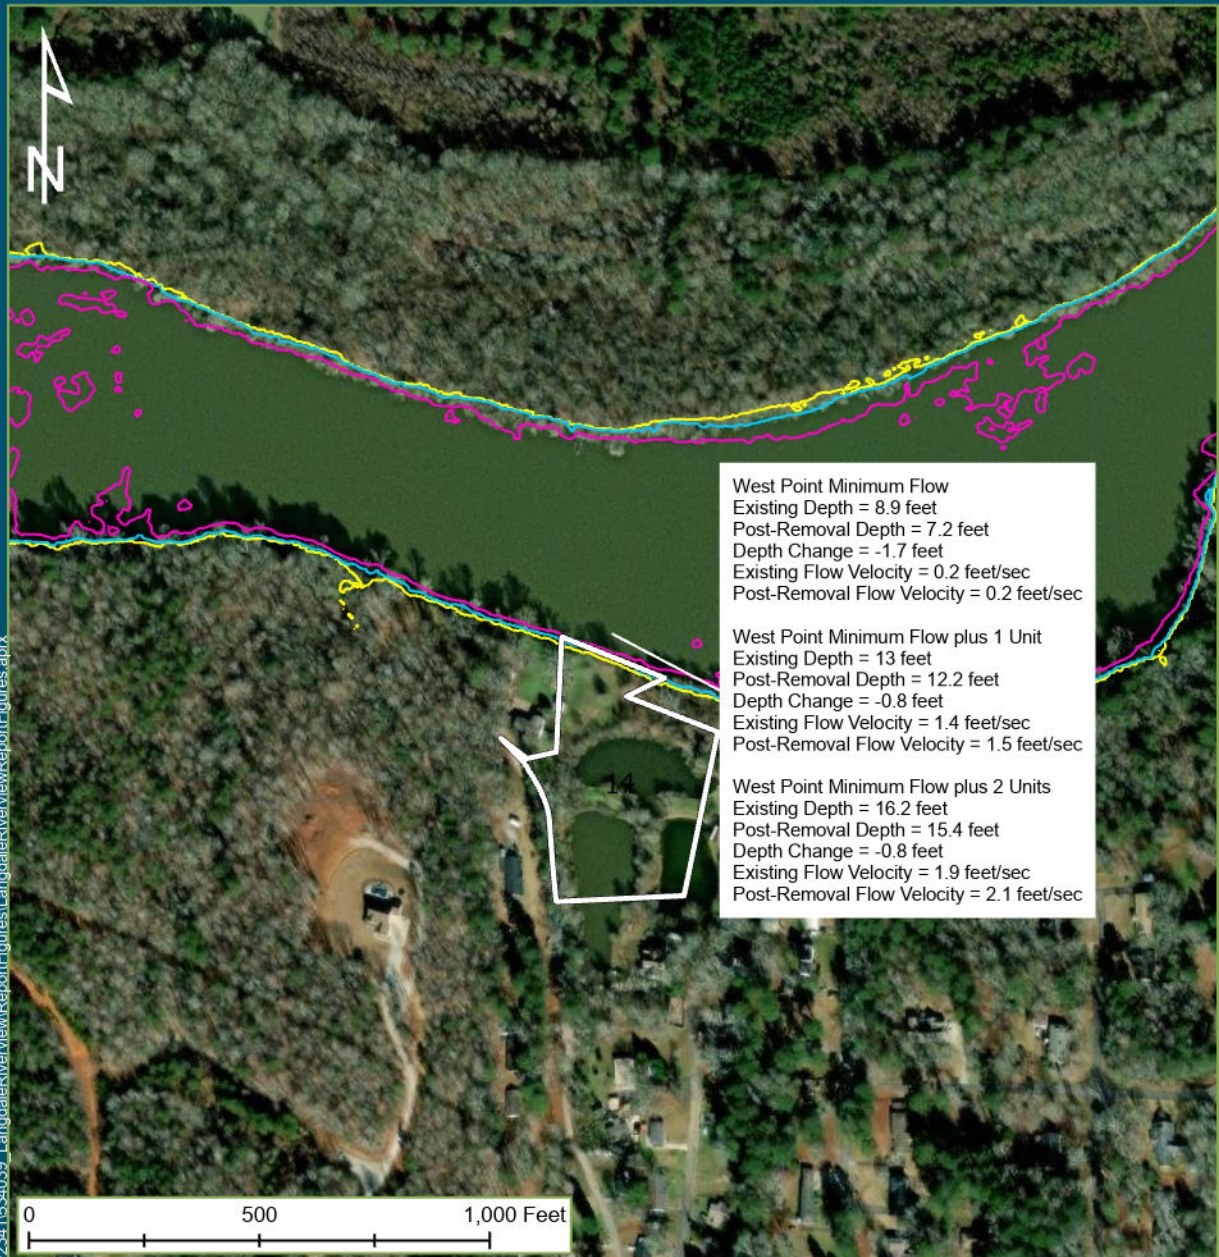 N
West Point Minimum Flow
Existing Depth = 8.9 feet
Post-Removal Depth = 7.2 feet
Depth Change = -1.7 feet
Existing Flow Velocity = 0.2 feet/sec
Post-Removal Flow Velocity = 0.2 feet/sec
West Point Minimum Flow plus 1 Unit
Existing Depth = 13 feet
Post-Removal Depth = 12.2 feet
Depth Change = -0.8 feet
Existing Flow Velocity = 1.4 feet/sec
Post-Removal Flow Velocity = 1.5 feet/sec
West Point Minimum Flow plus 2 Units
Existing Depth = 16.2 feet
Post-Removal Depth = 15.4 feet
Depth Change = -0.8 feet
Existing Flow Velocity = 1.9 feet/sec
Post-Removal Flow Velocity = 2.1 feet/sec
14
0 500 1,000 Feet